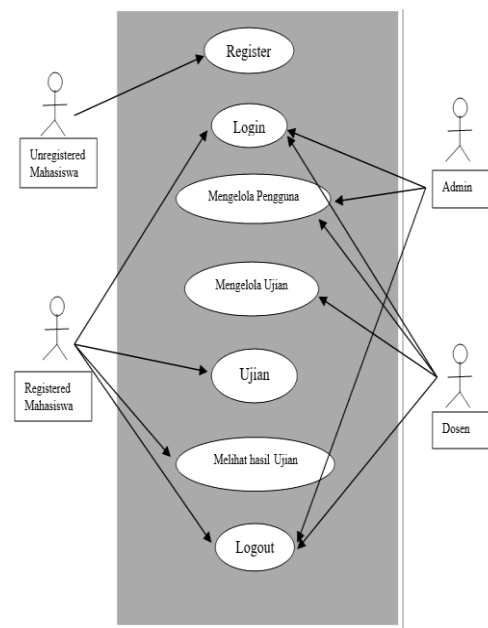 Register
Login
Mengelola Pengguna
Mengelola Ujian
Ujian
Melihat hasil Ujian
Logout
Unregistered
Mahasiswa
Registered
Mahasiswa
Admin
Dosen